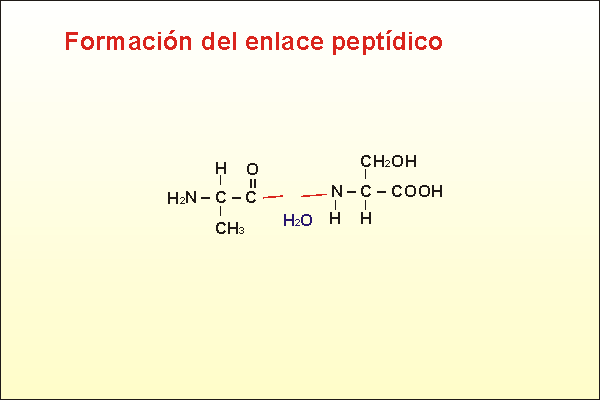 Formación del enlace peptídico
H O CH2OH
H2N – C – C N – C – COOH
CH3 H2O H H